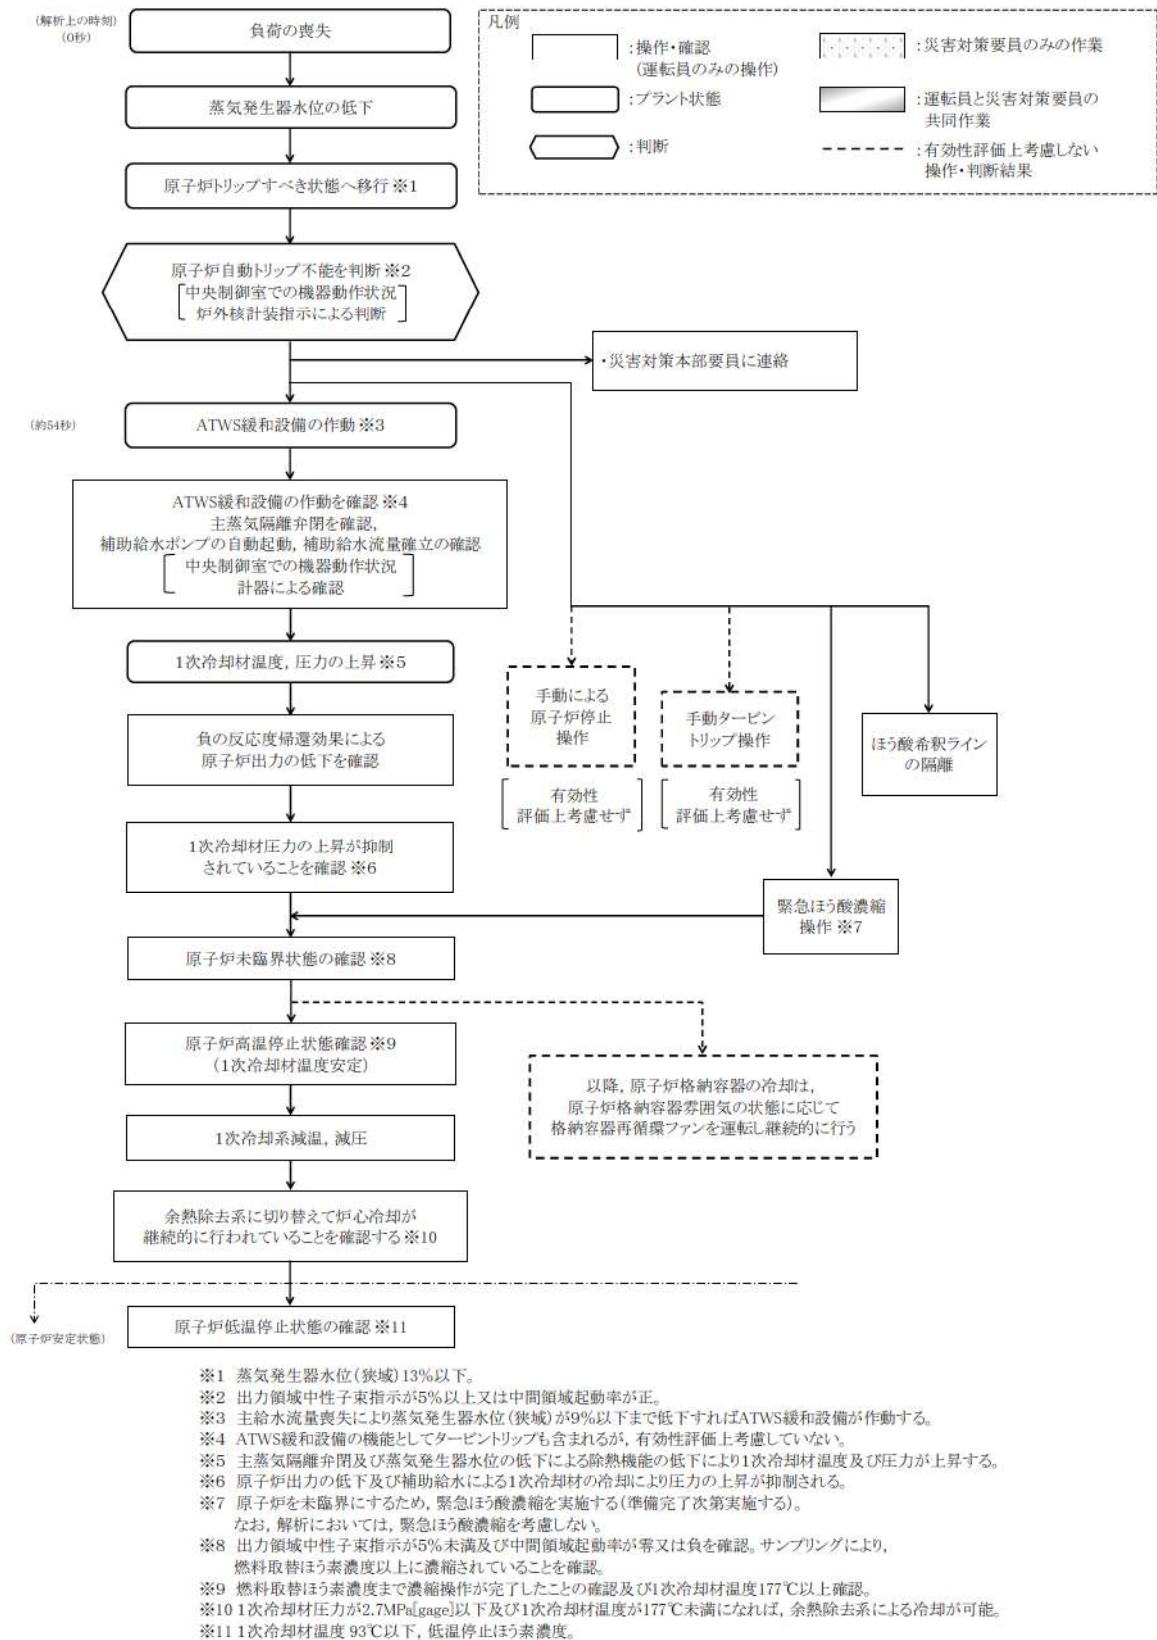 (解析上の時刻)
(0秒)
負荷の喪失
凡例
:操作・確認
(運転員のみの操作)
:プラント状態
:判断
:災害対策要員のみの作業
:運転員と災害対策要員の
共同作業
:有効性評価上考慮しない
操作・判断結果
蒸気発生器水位の低下
原子炉トリップすべき状態へ移行※1
原子炉自動トリップ不能を判断※2
中央制御室での機器動作状況
炉外核計装指示による判断
・災害対策本部要員に連絡
(約54秒)
ATWS緩和設備の作動※3
ATWS緩和設備の作動を確認※4
主蒸気隔離弁閉を確認,
補助給水ポンプの自動起動, 補助給水流量確立の確認
中央制御室での機器動作状況
計器による確認
1次冷却材温度, 圧力の上昇※5
手動による
原子炉停止
操作
有効性
評価上考慮せず
手動タービン
トリップ操作
有効性
評価上考慮せず
ほう酸希釈ライン
の隔離
負の反応度帰還効果による
原子炉出力の低下を確認
1次冷却材圧力の上昇が抑制
されていることを確認※6
緊急ほう酸濃縮
操作※7
原子炉未臨界状態の確認※8
原子炉高温停止状態確認※9
(1次冷却材温度安定)
以降, 原子炉格納容器の冷却は,
原子炉格納容器雰囲気の状態に応じて
格納容器再循環ファンを運転し継続的に行う
1次冷却系減温, 減圧
余熱除去系に切り替えて炉心冷却が
継続的に行われていることを確認する※10
(原子炉安定状態)
原子炉低温停止状態の確認※11
※1 蒸気発生器水位(狭域)13%以下。
※2 出力領域中性子束指示が5%以上又は中間領域起動率が正。
※3 主給水流量喪失により蒸気発生器水位(狭域)が9%以下まで低下すればATWS緩和設備が作動する。
※4 ATWS緩和設備の機能としてタービントリップも含まれるが, 有効性評価上考慮していない。
※5 主蒸気隔離弁閉及び蒸気発生器水位の低下による除熱機能の低下により1次冷却材温度及び圧力が上昇する。
※6 原子炉出力の低下及び補助給水による1次冷却材の冷却により圧力の上昇が抑制される。
※7 原子炉を未臨界にするため, 緊急ほう酸濃縮を実施する(準備完了次第実施する)。
なお, 解析においては, 緊急ほう酸濃縮を考慮しない。
※8 出力領域中性子束指示が5%未満及び中間領域起動率が零又は負を確認。サンプリングにより,
燃料取替ほう素濃度以上に濃縮されていることを確認。
※9 燃料取替ほう素濃度まで濃縮操作が完了したことの確認及び1次冷却材温度177℃以上確認。
※10 1次冷却材圧力が2.7MPa[gage]以下及び1次冷却材温度が177℃未満になれば, 余熱除去系による冷却が可能。
※11 1次冷却材温度 93℃以下, 低温停止ほう素濃度。